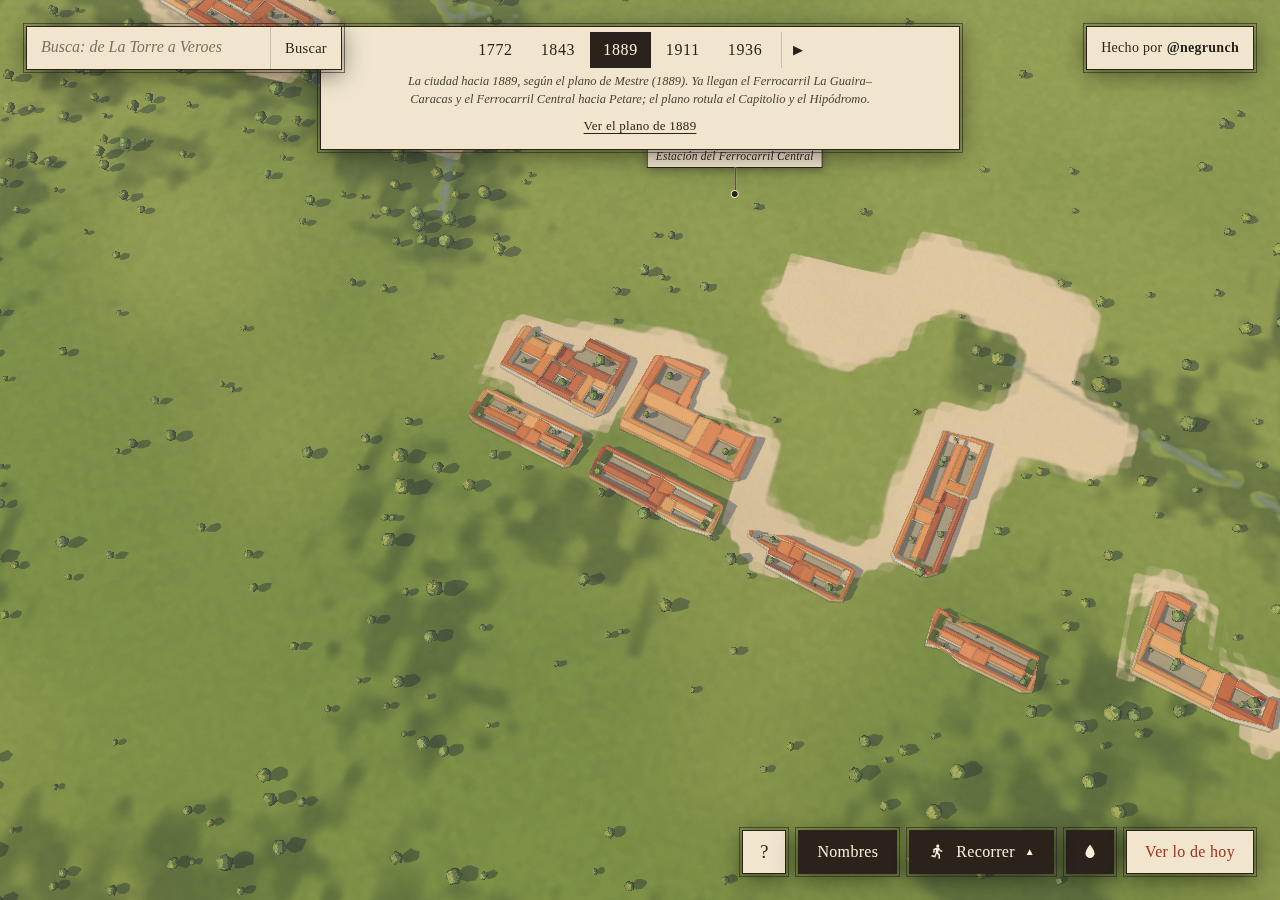 Busca: de La Torre a Veroes
Buscar
1772 1843 1889 1911 1936 ▶
La ciudad hacia 1889, según el plano de Mestre (1889). Ya llegan el Ferrocarril La Guaira–
Caracas y el Ferrocarril Central hacia Petare; el plano rotula el Capitolio y el Hipódromo.
Ver el plano de 1889
Hecho por @negrunch
Estación del Ferrocarril Central
?
Nombres
Recorrer ▲
Ver lo de hoy